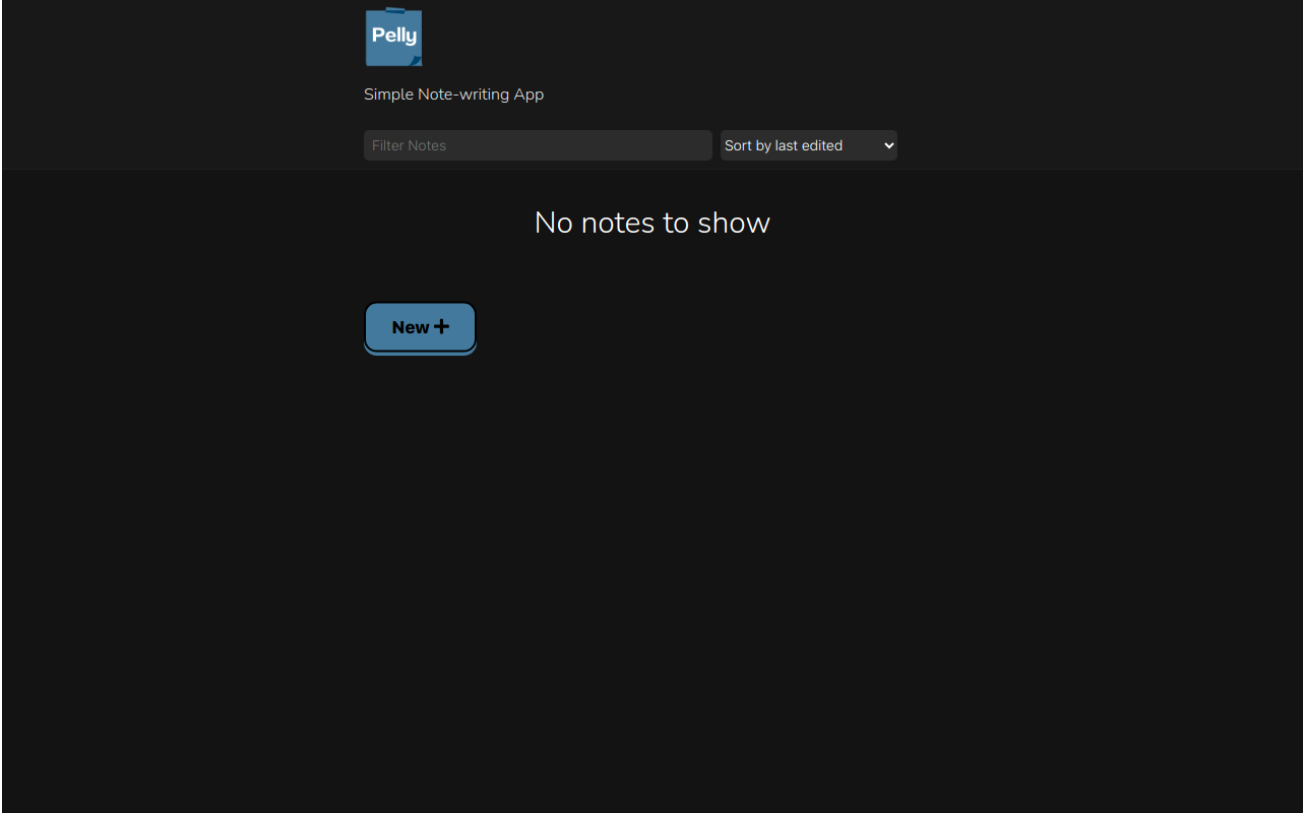 Pelly
Simple Note-writing App
Filter Notes Sort by last edited
No notes to show
New +